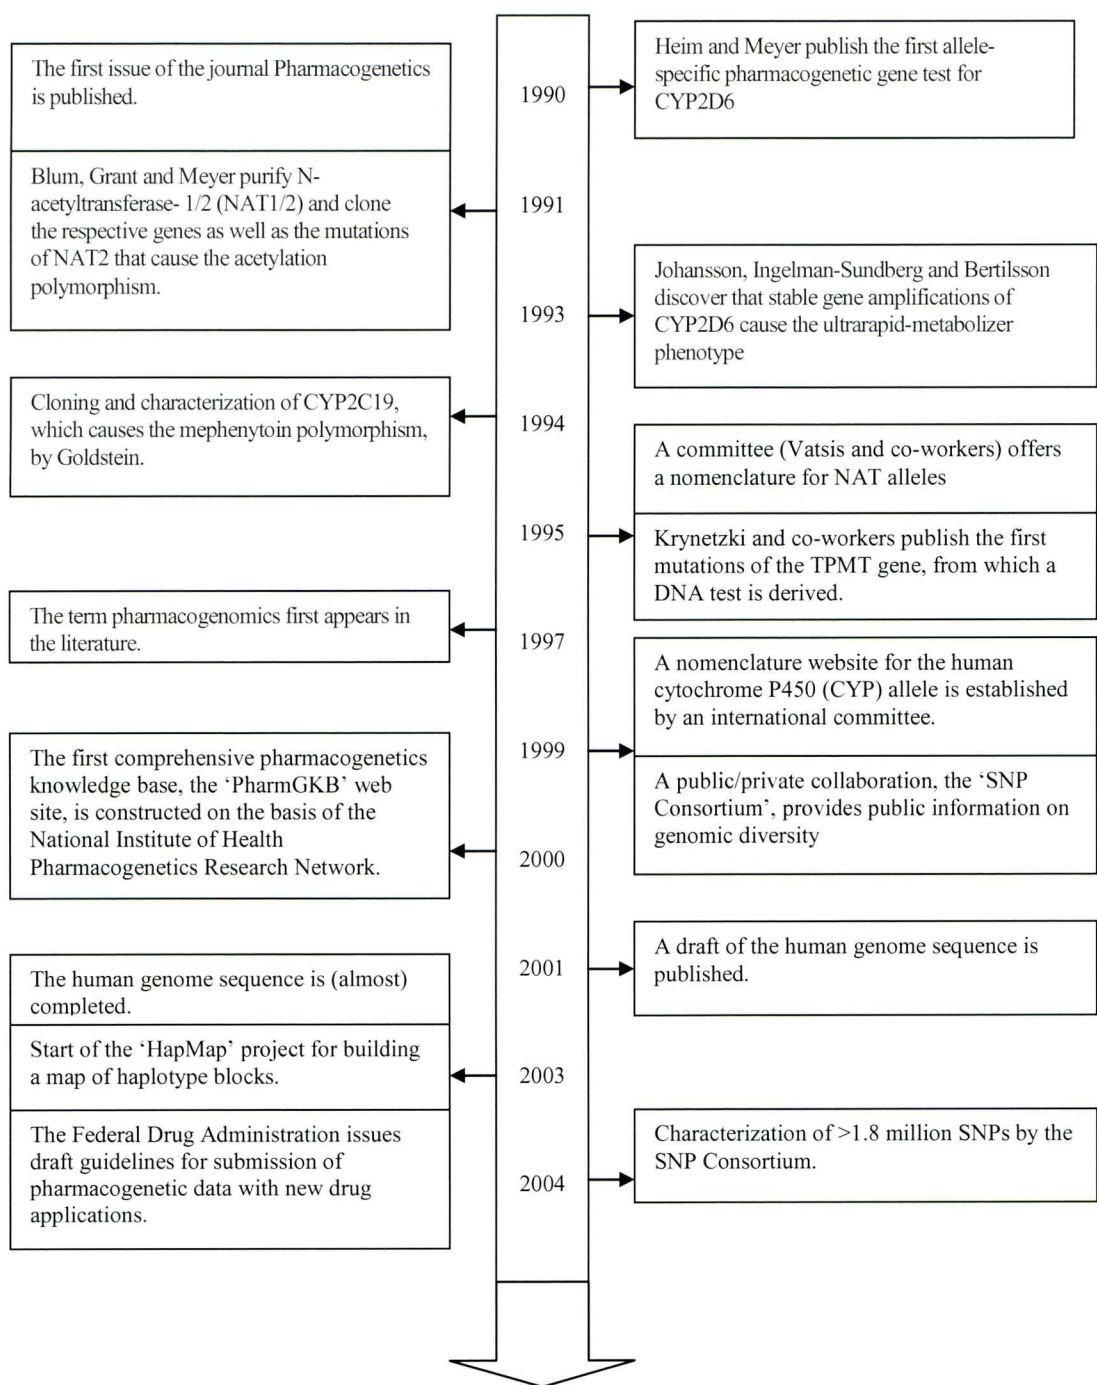 Heim and Meyer publish the first allele-
specific pharmacogenetic gene test for
CYP2D6
1990
The first issue of the journal Pharmacogenetics
is published.
Blum, Grant and Meyer purify N-
acetyltransferase- 1/2 (NAT1/2) and clone
the respective genes as well as the mutations
of NAT2 that cause the acetylation
polymorphism.
1991
1993
Johansson, Ingelman-Sundberg and Bertilsson
discover that stable gene amplifications of
CYP2D6 cause the ultrarapid-metabolizer
phenotype
Cloning and characterization of CYP2C19,
which causes the mephenytoin polymorphism,
by Goldstein.
1994
1995
A committee (Vatsis and co-workers) offers
a nomenclature for NAT alleles
Krynetzki and co-workers publish the first
mutations of the TPMT gene, from which a
DNA test is derived.
The term pharmacogenomics first appears in
the literature.
1997
1999
A nomenclature website for the human
cytochrome P450 (CYP) allele is established
by an international committee.
A public/private collaboration, the ‘SNP
Consortium’, provides public information on
genomic diversity
The first comprehensive pharmacogenetics
knowledge base, the ‘PharmGKB’ web
site, is constructed on the basis of the
National Institute of Health
Pharmacogenetics Research Network.
2000
2001
A draft of the human genome sequence is
published.
The human genome sequence is (almost)
completed.
Start of the ‘HapMap’ project for building
a map of haplotype blocks.
The Federal Drug Administration issues
draft guidelines for submission of
pharmacogenetic data with new drug
applications.
2003
2004
Characterization of >1.8 million SNPs by the
SNP Consortium.